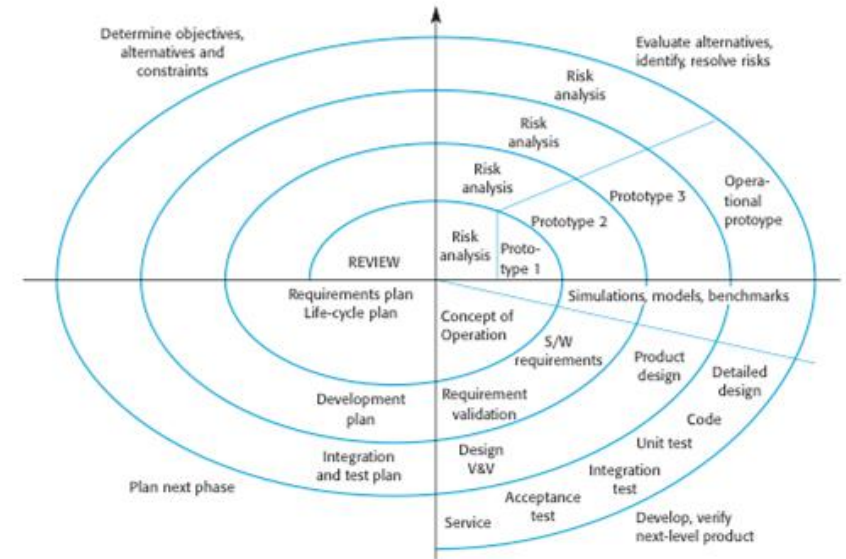 Determine objectives,
alternatives and
constraints
Evaluate alternatives,
identify, resolve risks
Risk
analysis
Risk
analysis
Risk
analysis
Opera-
tional
protoype
Prototype 3
Prototype 2
Risk
analysis
Proto-
type 1
REVIEW
Requirements plan
Life-cycle plan
Simulations, models, benchmarks
Concept of
Operation
S/W
requirements
Product
design
Detailed
design
Development
plan
Requirement
validation
Code
Unit test
Integration
and test plan
Design
V&V
Integration
test
Plan next phase
Acceptance
test
Service
Develop, verify
next-level product